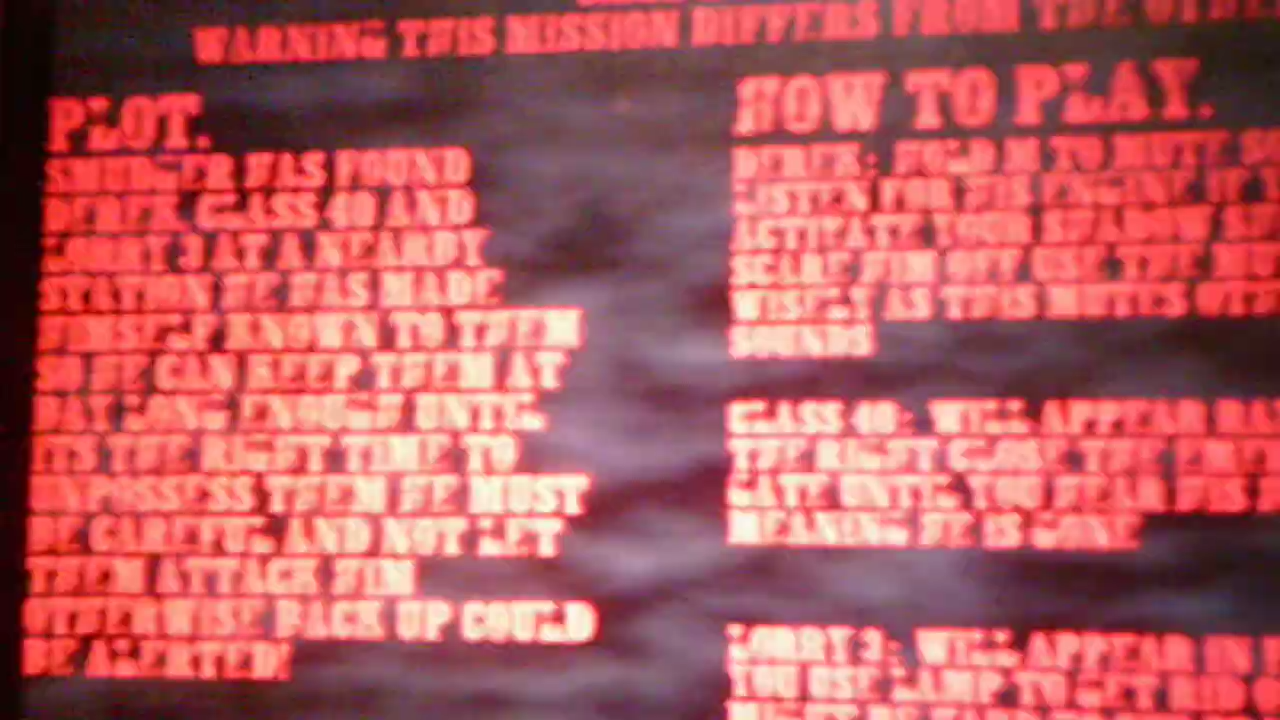 WARNING THIS MISSION DIFFERS FROM THE
PLOT.
SMUDGER HAS FOUND
DEREK, CLASS 40 AND
LORRY 3 AT A NEARBY
STATION HE HAS MADE
HIMSELF KNOWN TO THEM
SO HE CAN KEEP THEM AT
BAY LONG ENOUGH UNTIL
ITS THE RIGHT TIME TO
UNPOSSESS THEM HE MUST
BE CAREFUL AND NOT LET
THEM ATTACK HIM
OTHERWISE BACK UP COULD
BE ALERTED!
HOW TO PLAY.
DEREK: HOLD M TO MUTE
LISTEN FOR HIS ENGINE IF
ACTIVATE YOUR SHADOW
SCARE HIM OFF USE THE
WISELY AS THIS MUTES
SOUNDS
CLASS 40: WILL APPEAR
THE RIGHT CLOSE THE
GATE UNTIL YOU HEAR HIS
MEANING HE IS GONE
LORRY 3: WILL APPEAR IN
YOU USE LAMP TO GET RID